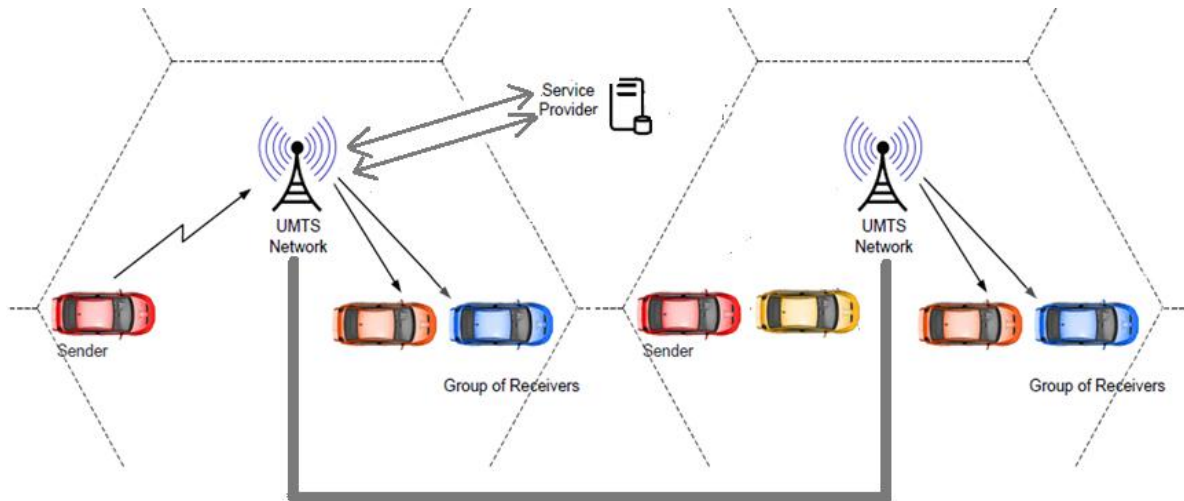 Service
Provider
UMTS
Network
Sender
Group of Receivers
UMTS
Network
Sender
Group of Receivers